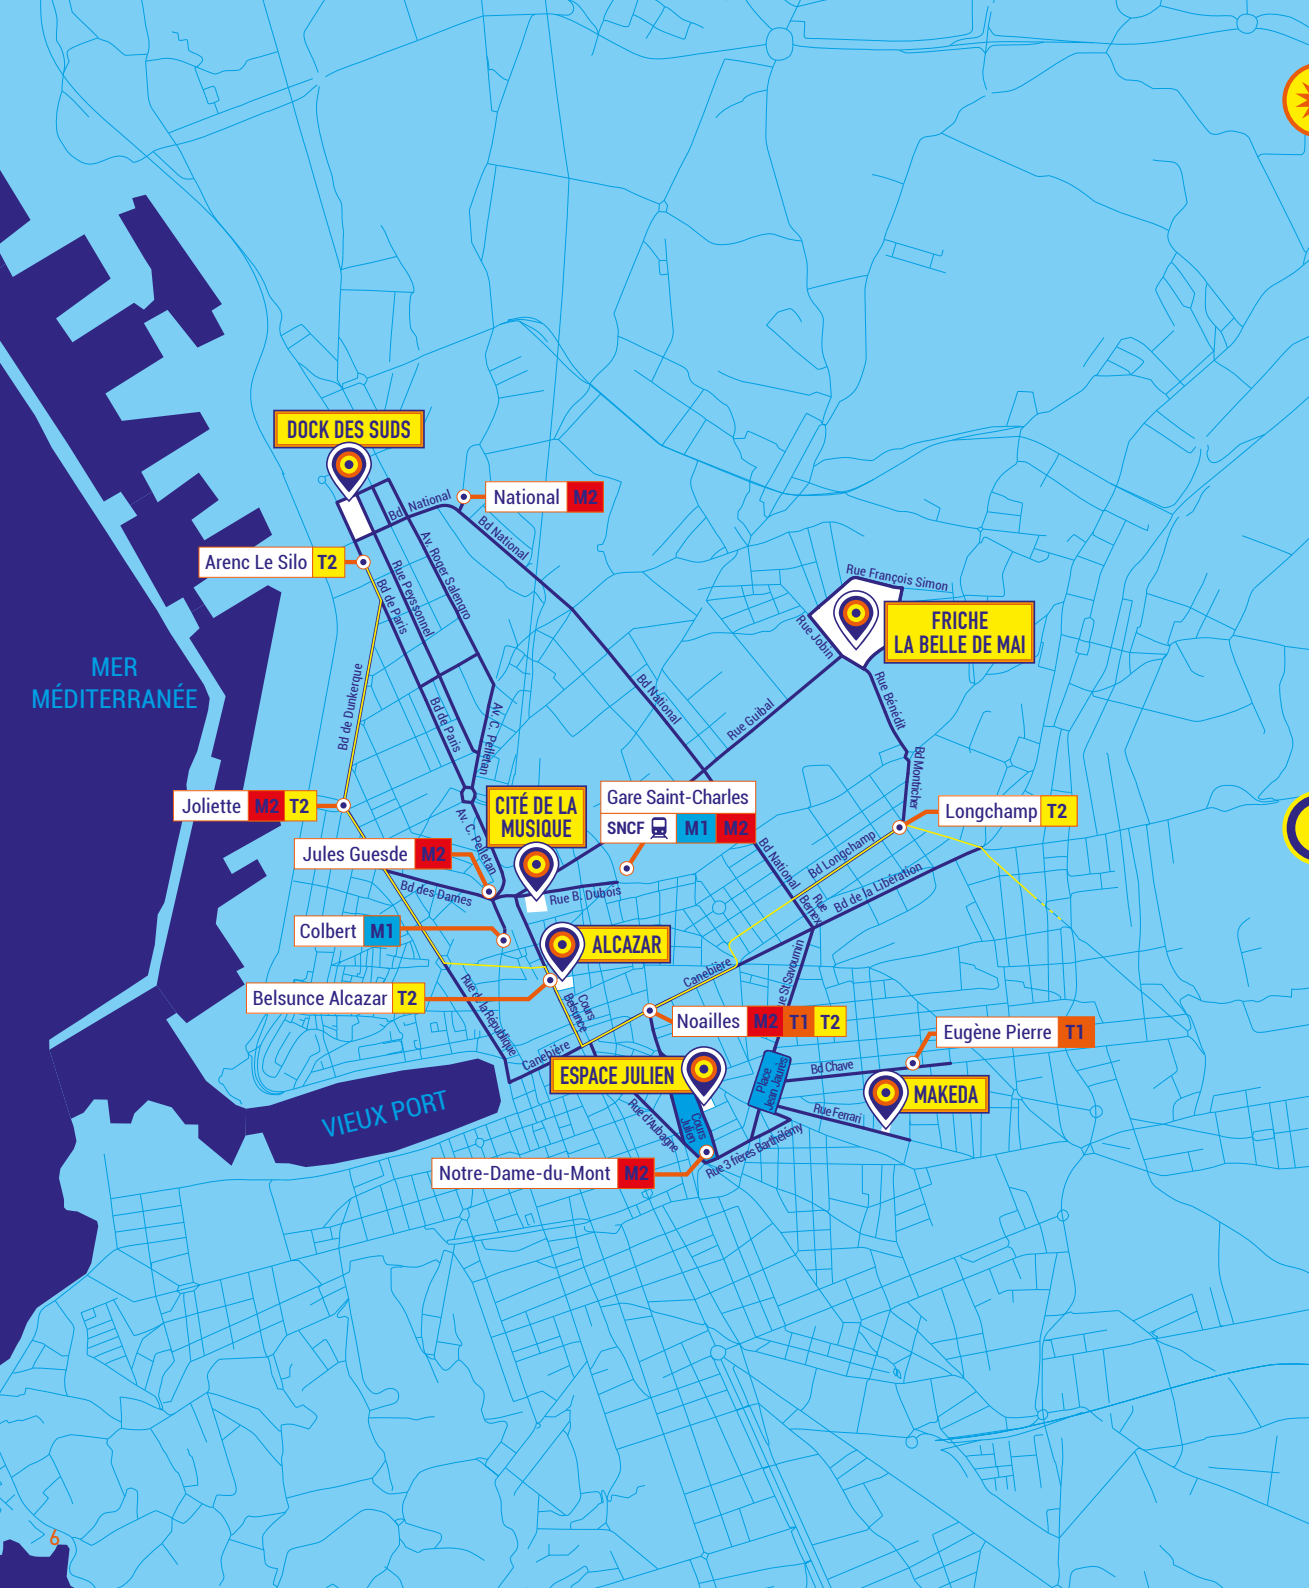 DOCK DES SUDS
National M2
Bd National
Bd National
Av. Roger Salengro
Arenc Le Silo T2
Rue Peyssonnel
Bd de Paris
Rue François Simon
FRICHE
LA BELLE DE MAI
Rue Jobin
MER
MÉDITERRANÉE
Bd de Dunkerque
Bd National
Rue Bénédit
Rue Guibal
Bd de Paris
Av. C. Pelletan
Bd Montricher
CITÉ DE LA
MUSIQUE
Gare Saint-Charles
SNCF M1 M2
Joliette M2 T2
Longchamp T2
Av. C. Pelletan
Jules Guesde M2
Bd National
Bd Longchamp
Bd des Dames
Rue B. Dubois
Rue
Bernex
Bd de la Libération
Colbert M1
ALCAZAR
Canebière
Rue St Savournin
Belsunce Alcazar T2
Rue de la République
Cours
Belsunce
Noailles M2 T1 T2
Eugène Pierre T1
Canebière
ESPACE JULIEN
Place
Jean Jaurès
Bd Chave
MAKEDA
VIEUX PORT
Rue d'Aubagne
Cours
Julien
Rue Ferrari
Rue 3 frères Barthélémy
Notre-Dame-du-Mont M2
6